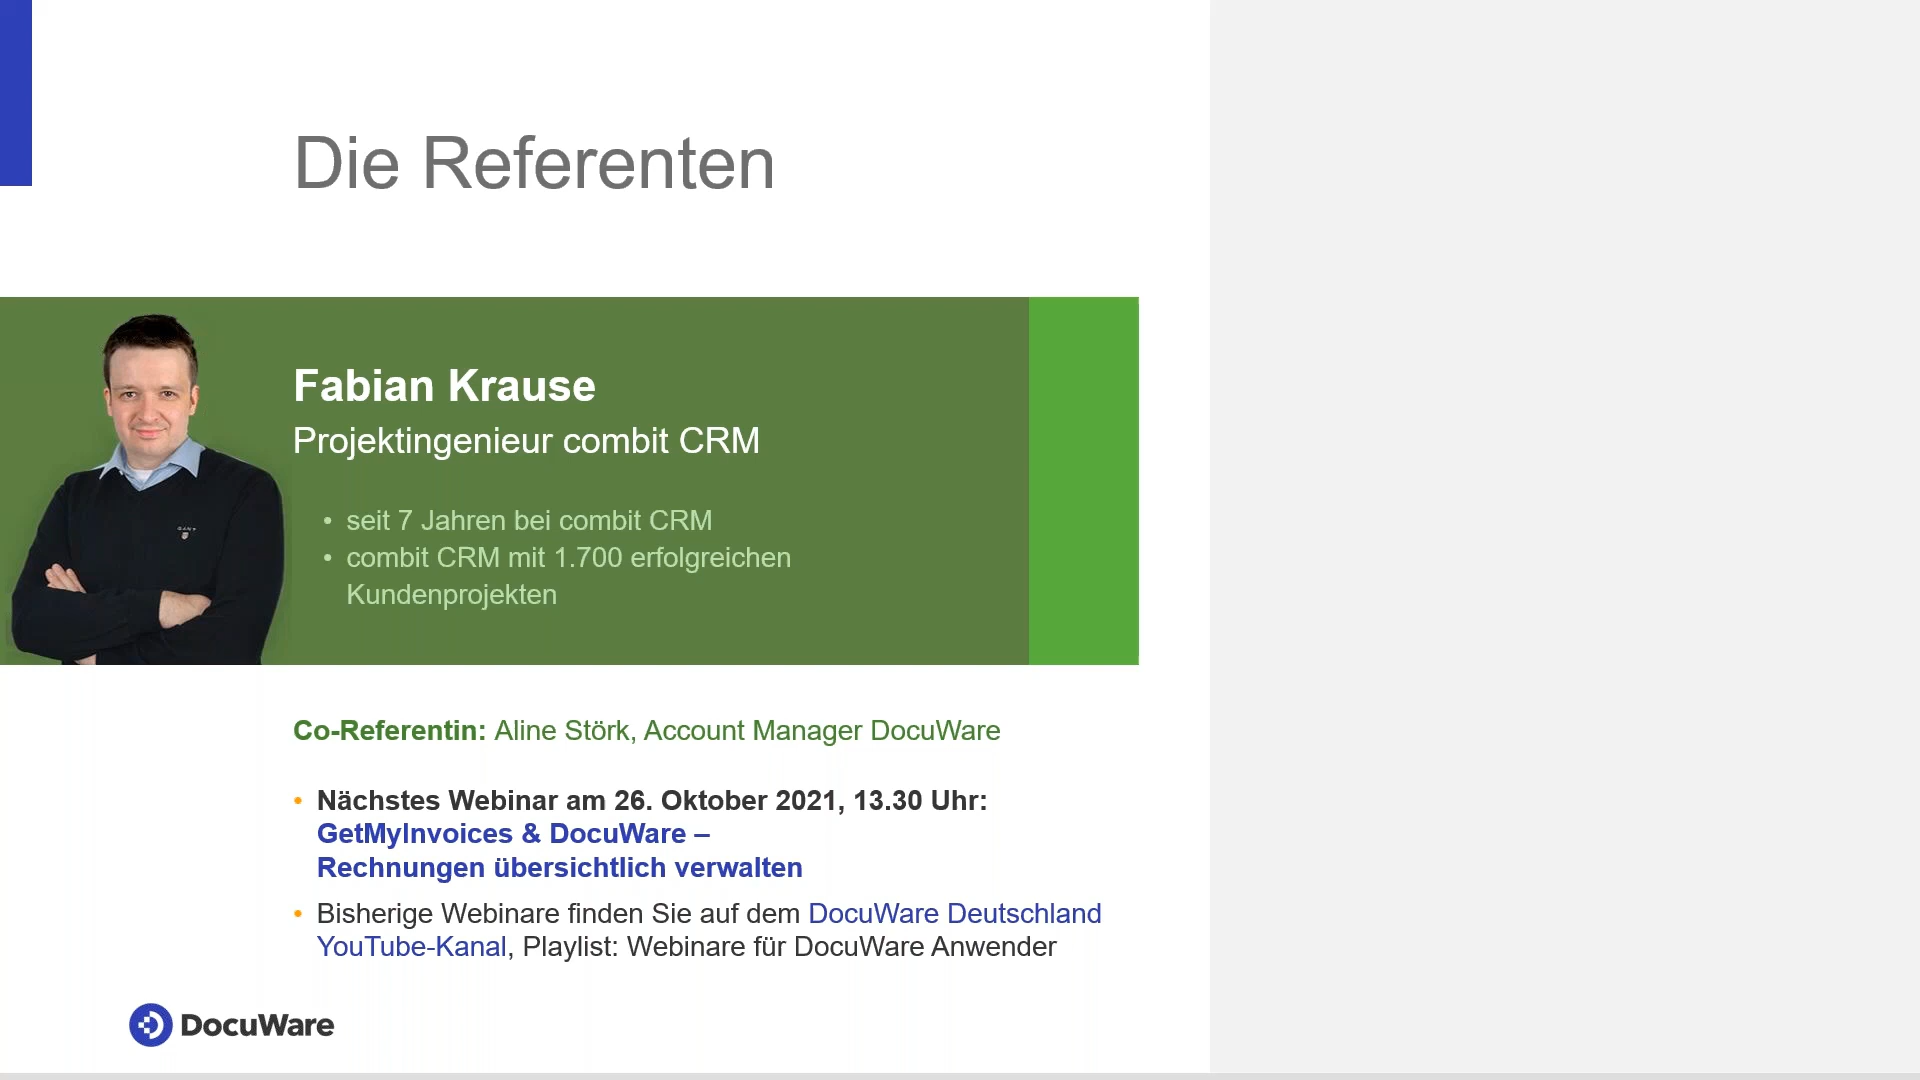 Die Referenten
Fabian Krause
Projektingenieur combit CRM
• seit 7 Jahren bei combit CRM
• combit CRM mit 1.700 erfolgreichen
Kundenprojekten
GANT
Co-Referentin: Aline Störk, Account Manager DocuWare
• Nächstes Webinar am 26. Oktober 2021, 13.30 Uhr:
GetMyInvoices & DocuWare –
Rechnungen übersichtlich verwalten
• Bisherige Webinare finden Sie auf dem DocuWare Deutschland
YouTube-Kanal, Playlist: Webinare für DocuWare Anwender
DocuWare